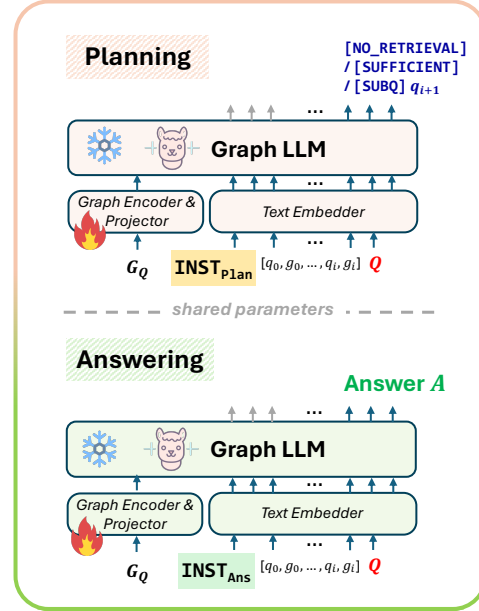 Planning
[NO_RETRIEVAL]
/[SUFFICIENT]
/[SUBQ] q_{i+1}
...
Graph LLM
...
Graph Encoder &
Projector
Text Embedder
...
G_Q
INST_Plan
[q_0, g_0, ..., q_i, g_i]
Q
shared parameters
Answering
Answer A
...
Graph LLM
...
Graph Encoder &
Projector
Text Embedder
...
G_Q
INST_Ans
[q_0, g_0, ..., q_i, g_i]
Q